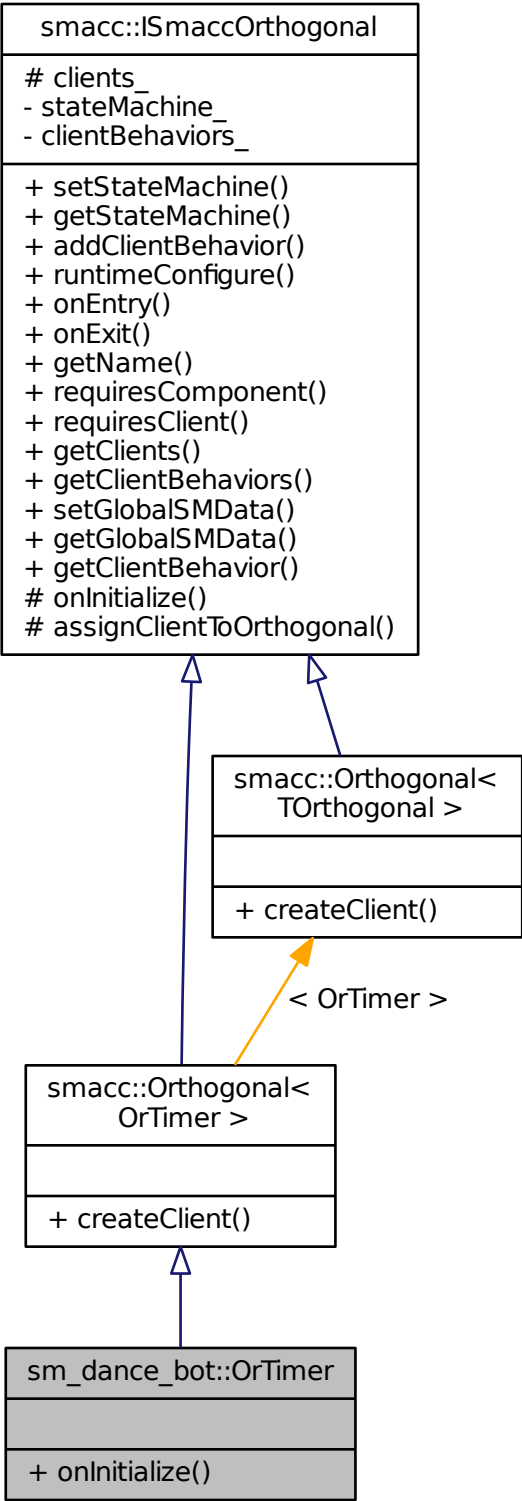 smacc::ISmaccOrthogonal
# clients_
- stateMachine_
- clientBehaviors_
+ setStateMachine()
+ getStateMachine()
+ addClientBehavior()
+ runtimeConfigure()
+ onEntry()
+ onExit()
+ getName()
+ requiresComponent()
+ requiresClient()
+ getClients()
+ getClientBehaviors()
+ setGlobalSMData()
+ getGlobalSMData()
+ getClientBehavior()
# onInitialize()
# assignClientToOrthogonal()
smacc::Orthogonal<
TOrthogonal >
+ createClient()
< OrTimer >
smacc::Orthogonal<
OrTimer >
+ createClient()
sm_dance_bot::OrTimer
+ onInitialize()